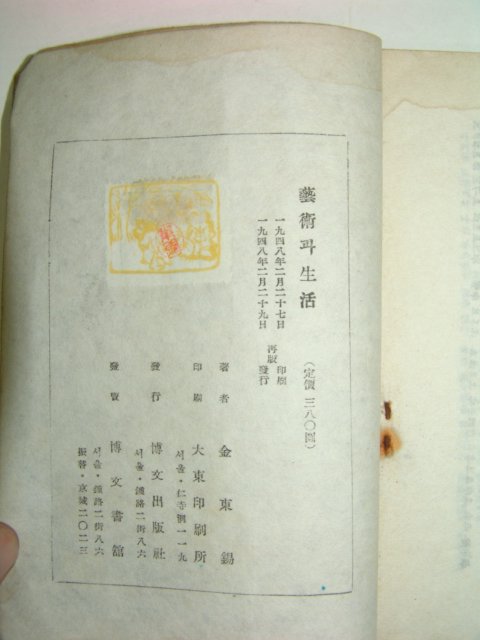 藝術과生活
一九四八年二月二十七日 印刷
一九四八年二月二十九日 再版發行
(定價 三八〇圓)
著者 金東錫
印刷 大東印刷所
서울・仁寺洞一一九
發行 博文出版社
서울・鍾路二街八六
發賣 博文書舘
서울・鍾路二街八六
振替・京城二〇二三